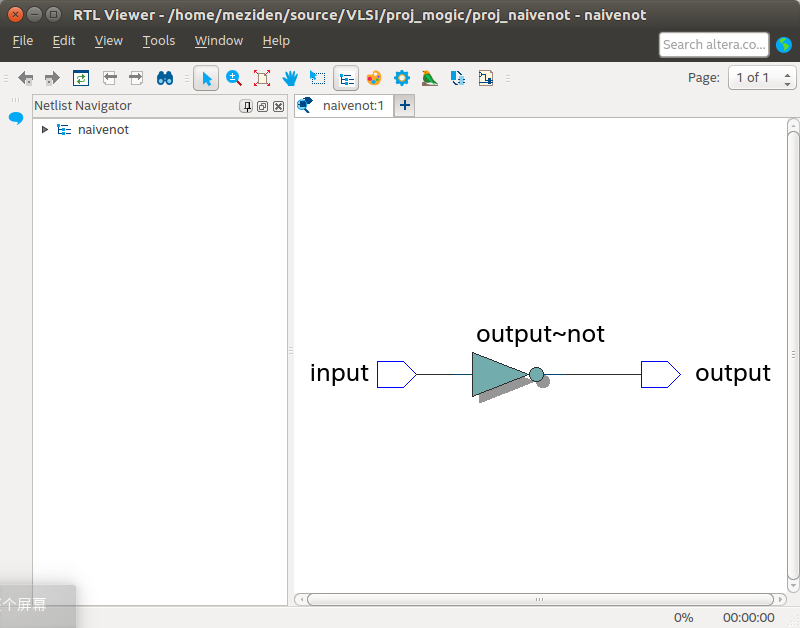 RTL Viewer - /home/meziden/source/VLSI/proj_mogic/proj_naivenot - naivenot
File Edit View Tools Window Help
Search altera.co...
Page: 1 of 1
Netlist Navigator
naivenot:1
naivenot
output~not
input
output
个屏幕
0% 00:00:00